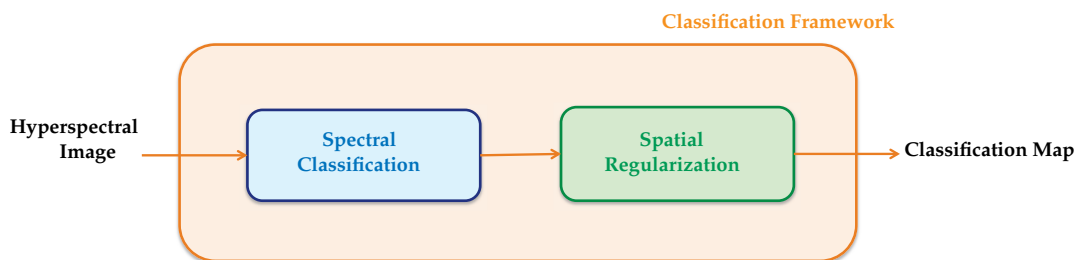 Classification Framework
Hyperspectral
Image
Spectral
Classification
Spatial
Regularization
Classification Map